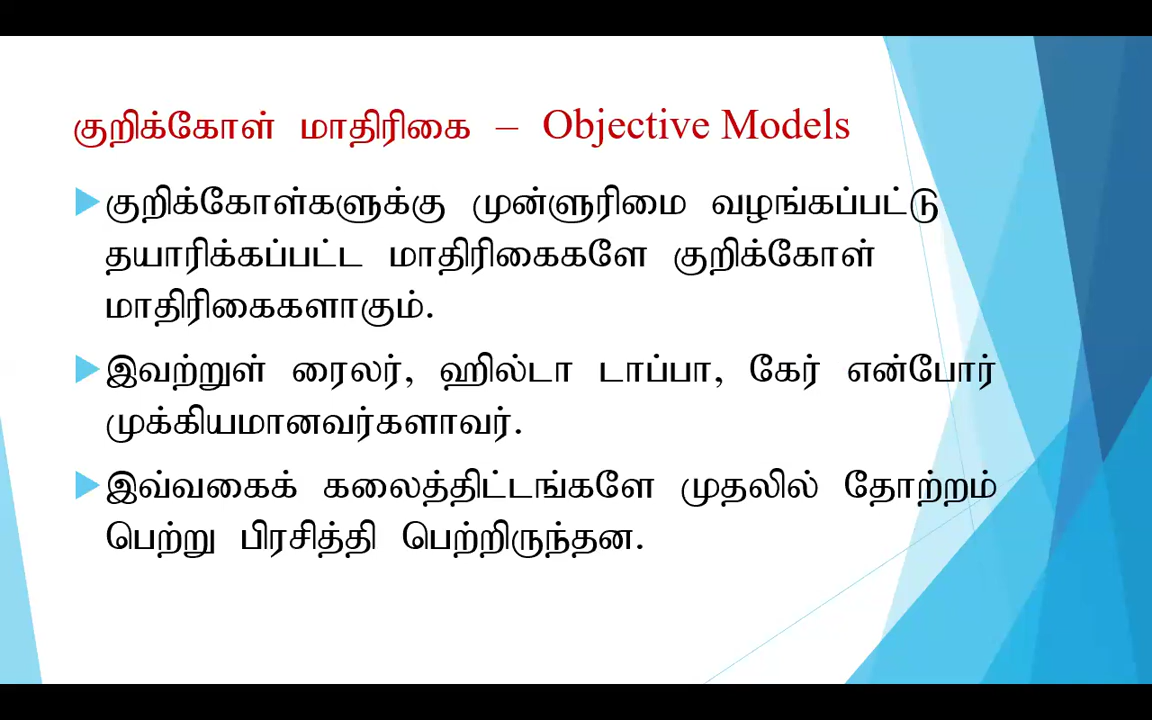 குறிக்கோள் மாதிரிகை – Objective Models
குறிக்கோள்களுக்கு முன்ளுரிமை வழங்கப்பட்டு
தயாரிக்கப்பட்ட மாதிரிகைகளே குறிக்கோள்
மாதிரிகைகளாகும்.
இவற்றுள் ரைலர், ஹில்டா டாப்பா, கேர் என்போர்
முக்கியமானவர்களாவர்.
இவ்வகைக் கலைத்திட்டங்களே முதலில் தோற்றம்
பெற்று பிரசித்தி பெற்றிருந்தன.